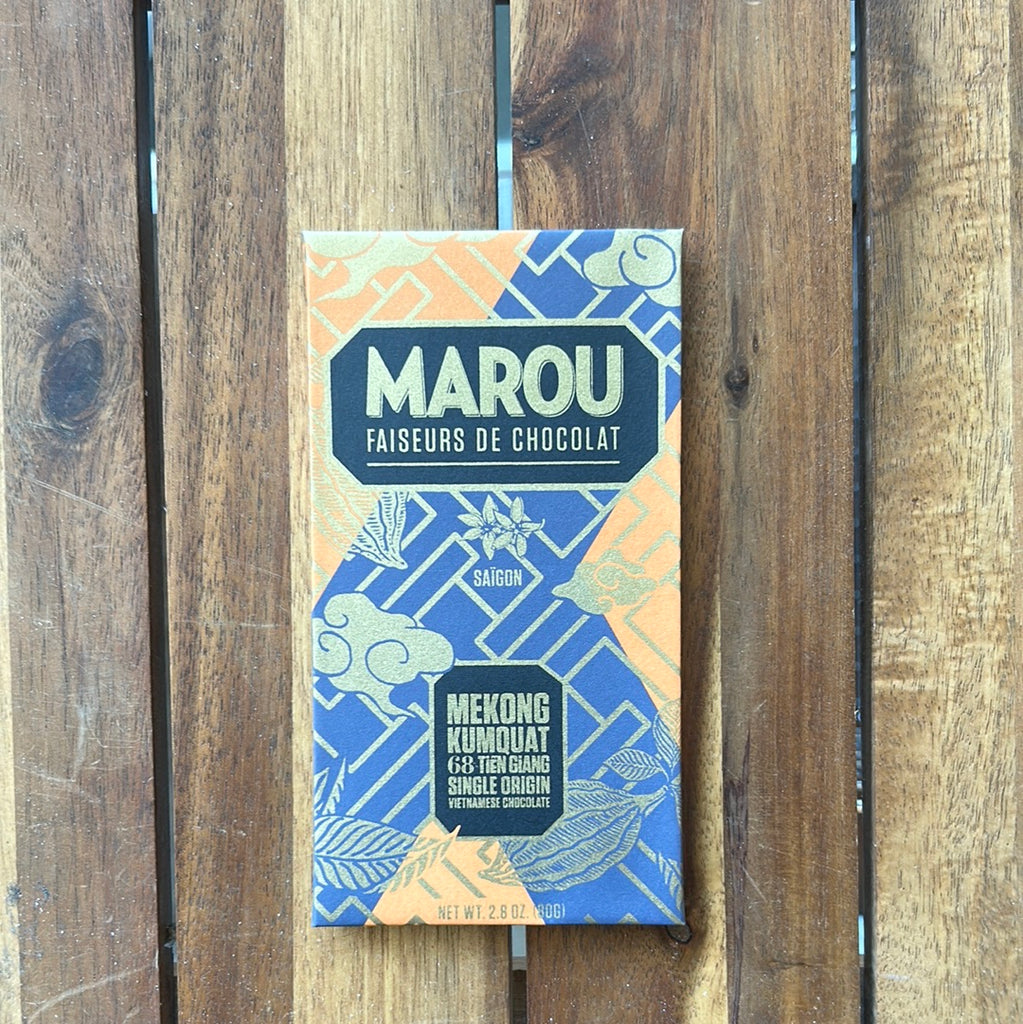 MAROU
FAISEURS DE CHOCOLAT
SAÏGON
MEKONG
KUMQUAT
68 TIỀN GIANG
SINGLE ORIGIN
VIETNAMESE CHOCOLATE
NET WT. 2.8 OZ. (80G)